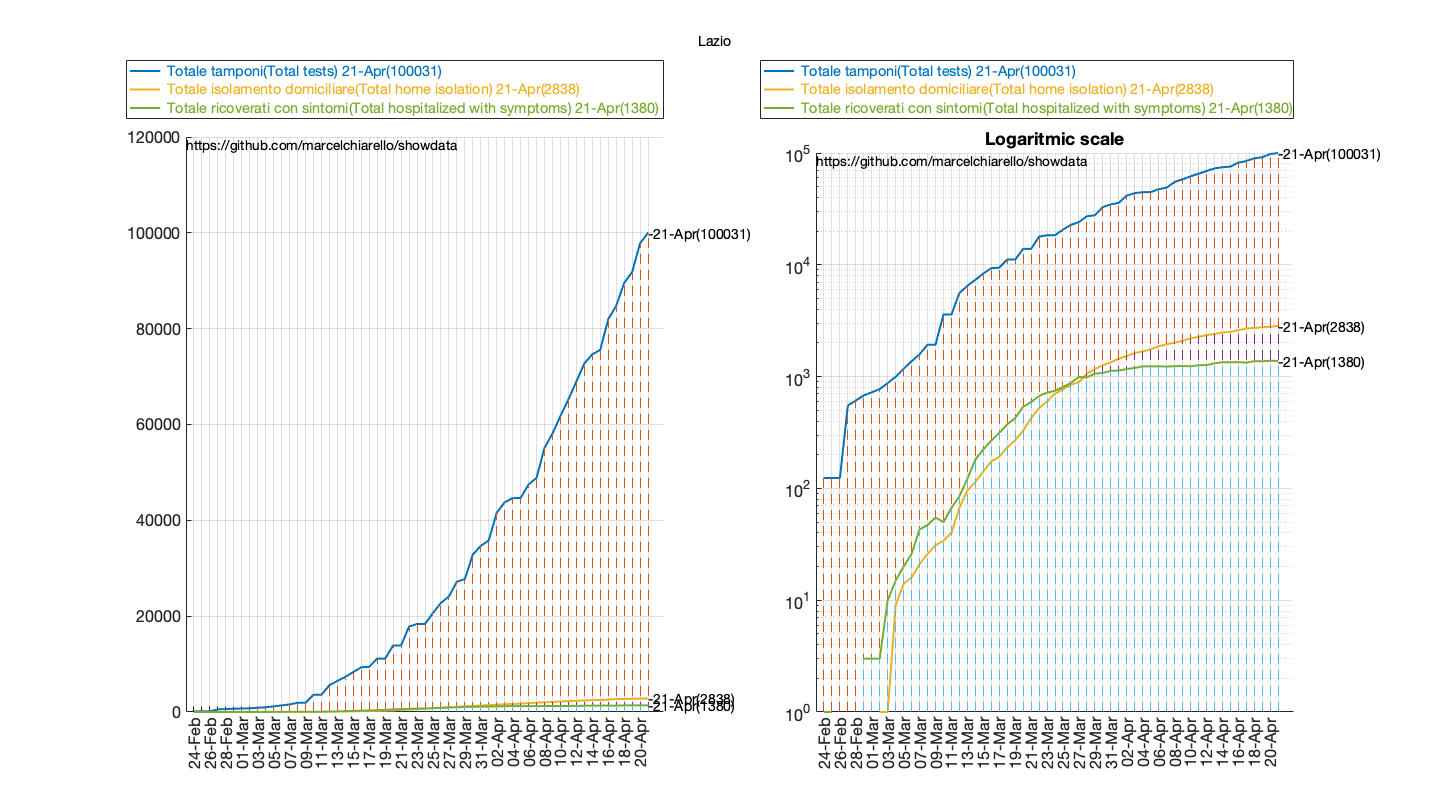 Lazio
Totale tamponi(Total tests) 21-Apr(100031)
Totale isolamento domiciliare(Total home isolation) 21-Apr(2838)
Totale ricoverati con sintomi(Total hospitalized with symptoms) 21-Apr(1380)
https://github.com/marcelchiarello/showdata
120000
100000
80000
60000
40000
20000
0
-21-Apr(100031)
-21-Apr(2838)
-21-Apr(1380)
24-Feb
26-Feb
28-Feb
01-Mar
03-Mar
05-Mar
07-Mar
09-Mar
11-Mar
13-Mar
15-Mar
17-Mar
19-Mar
21-Mar
23-Mar
25-Mar
27-Mar
29-Mar
31-Mar
02-Apr
04-Apr
06-Apr
08-Apr
10-Apr
12-Apr
14-Apr
16-Apr
18-Apr
20-Apr
Totale tamponi(Total tests) 21-Apr(100031)
Totale isolamento domiciliare(Total home isolation) 21-Apr(2838)
Totale ricoverati con sintomi(Total hospitalized with symptoms) 21-Apr(1380)
Logaritmic scale
https://github.com/marcelchiarello/showdata
10^5
10^4
10^3
10^2
10^1
10^0
-21-Apr(100031)
-21-Apr(2838)
-21-Apr(1380)
24-Feb
26-Feb
28-Feb
01-Mar
03-Mar
05-Mar
07-Mar
09-Mar
11-Mar
13-Mar
15-Mar
17-Mar
19-Mar
21-Mar
23-Mar
25-Mar
27-Mar
29-Mar
31-Mar
02-Apr
04-Apr
06-Apr
08-Apr
10-Apr
12-Apr
14-Apr
16-Apr
18-Apr
20-Apr